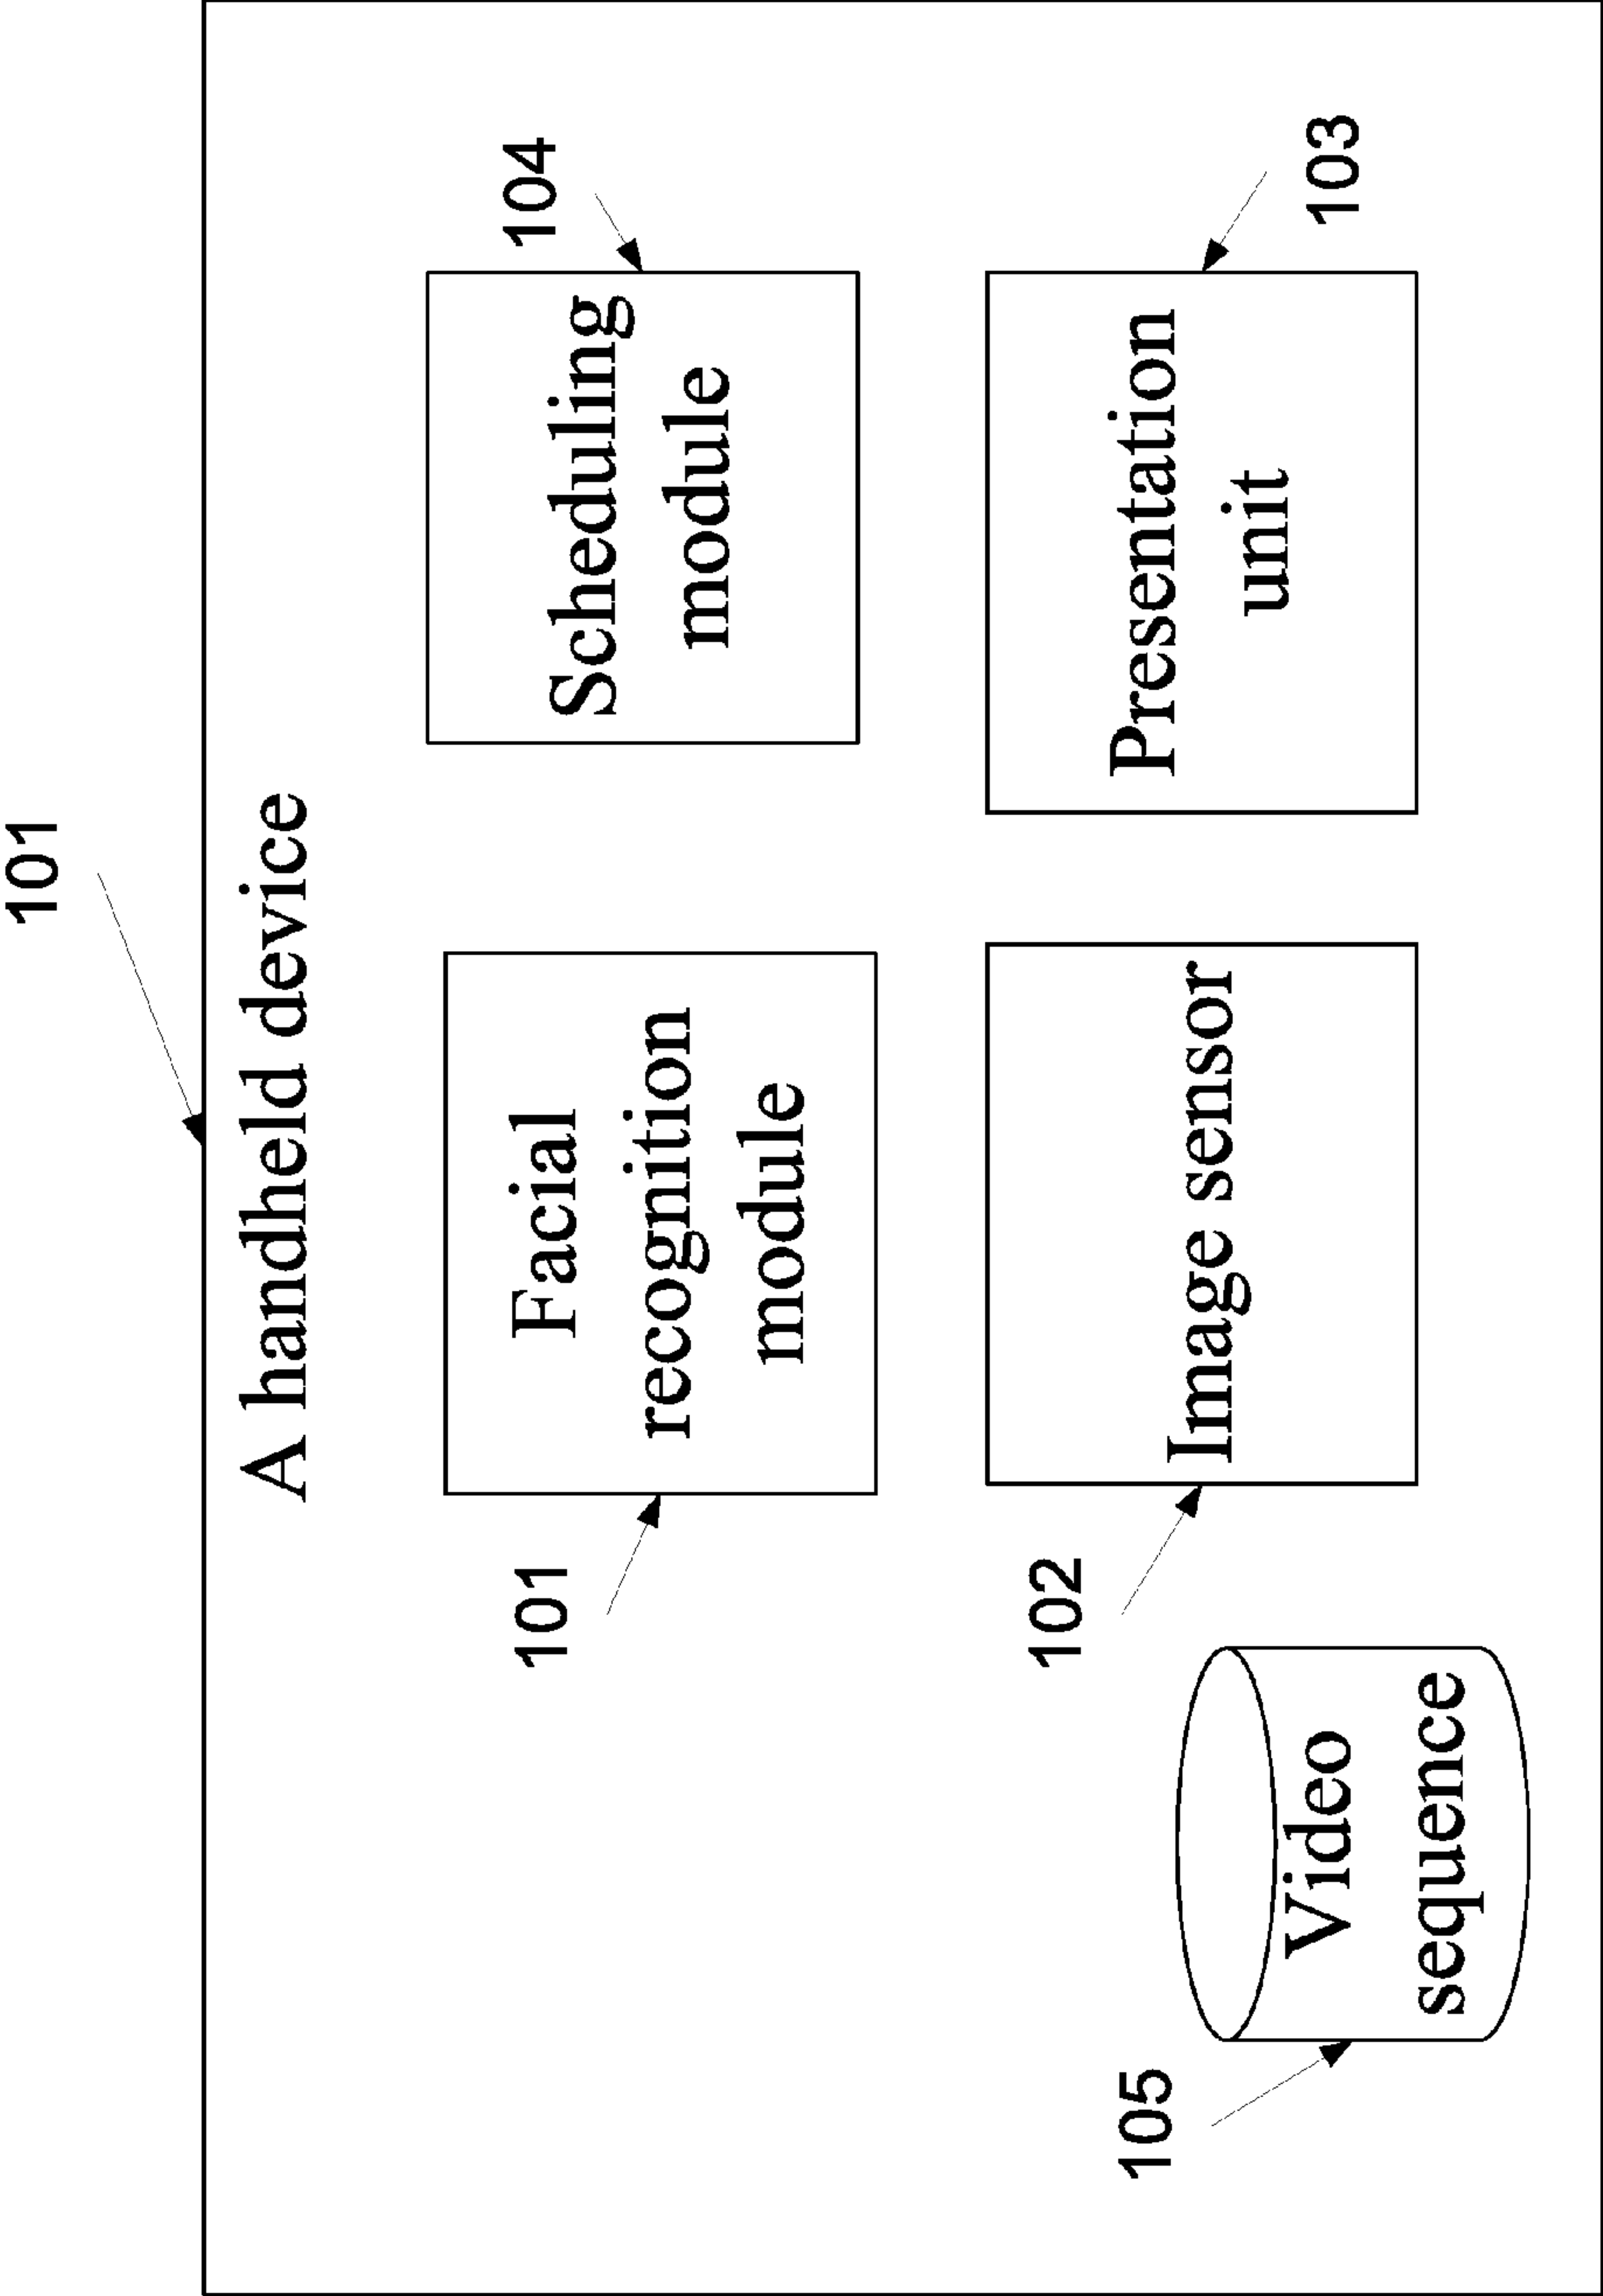 101
A handheld device
101
Facial
recognition
module
104
Scheduling
module
105
Video
sequence
102
Image sensor
103
Presentation
unit